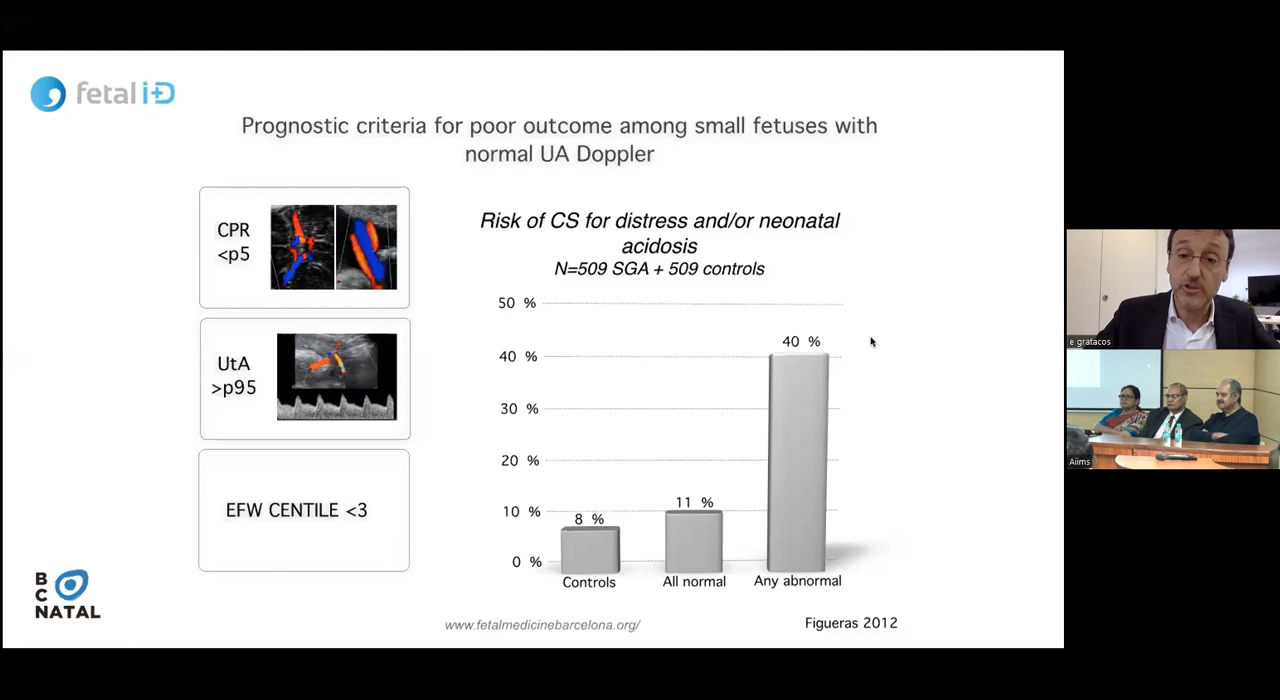 fetal i+D
Prognostic criteria for poor outcome among small fetuses with
normal UA Doppler
CPR
<p5
UtA
>p95
EFW CENTILE <3
Risk of CS for distress and/or neonatal
acidosis
N=509 SGA + 509 controls
50 %
40 %
30 %
20 %
10 %
0 %
8 %
11 %
40 %
Controls
All normal
Any abnormal
B
C
NATAL
www.fetalmedicinebarcelona.org/
Figueras 2012
e gratacos
Aiims